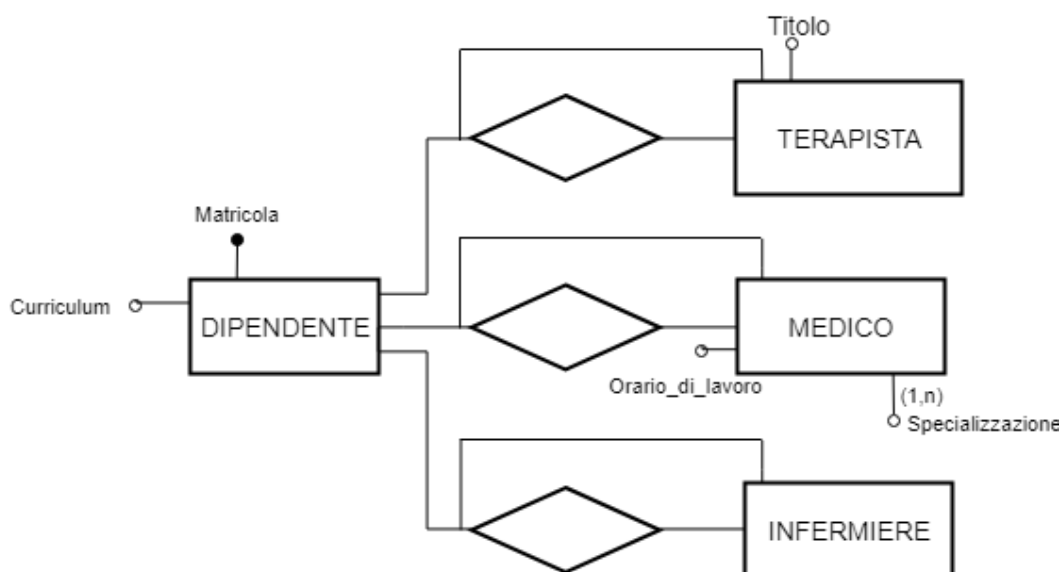 Titolo
TERAPISTA
Matricola
Curriculum
DIPENDENTE
MEDICO
Orario_di_lavoro
(1,n)
Specializzazione
INFERMIERE